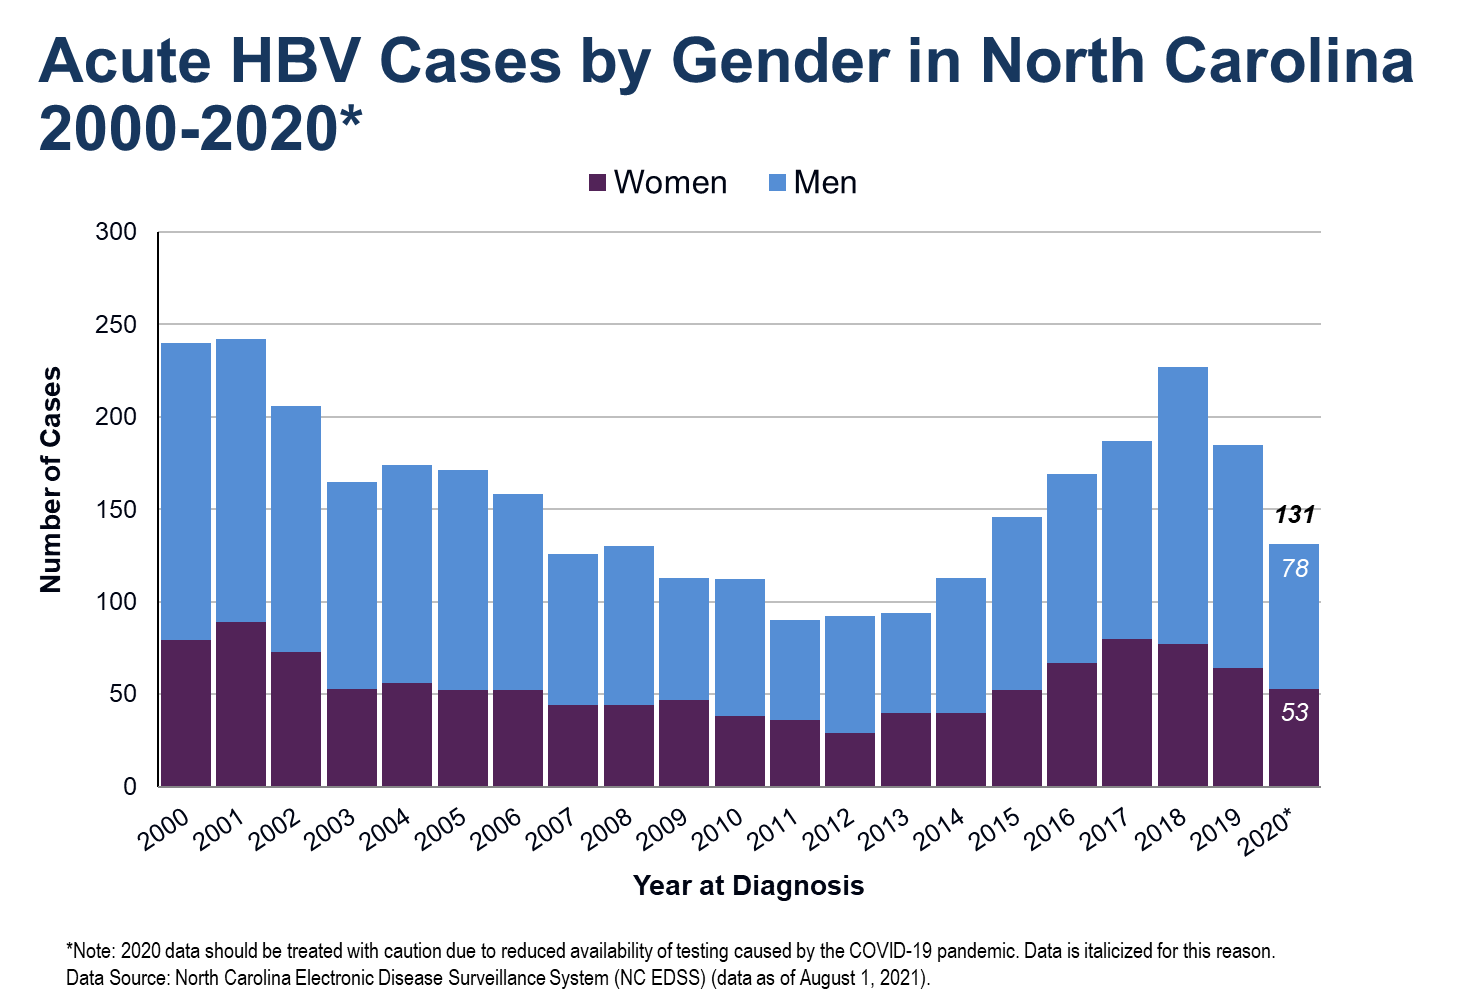 Acute HBV Cases by Gender in North Carolina
2000-2020*
Women Men
300
250
200
150
100
50
0
Number of Cases
131
78
53
2000 2001 2002 2003 2004 2005 2006 2007 2008 2009 2010 2011 2012 2013 2014 2015 2016 2017 2018 2019 2020*
Year at Diagnosis
*Note: 2020 data should be treated with caution due to reduced availability of testing caused by the COVID-19 pandemic. Data is italicized for this reason.
Data Source: North Carolina Electronic Disease Surveillance System (NC EDSS) (data as of August 1, 2021).